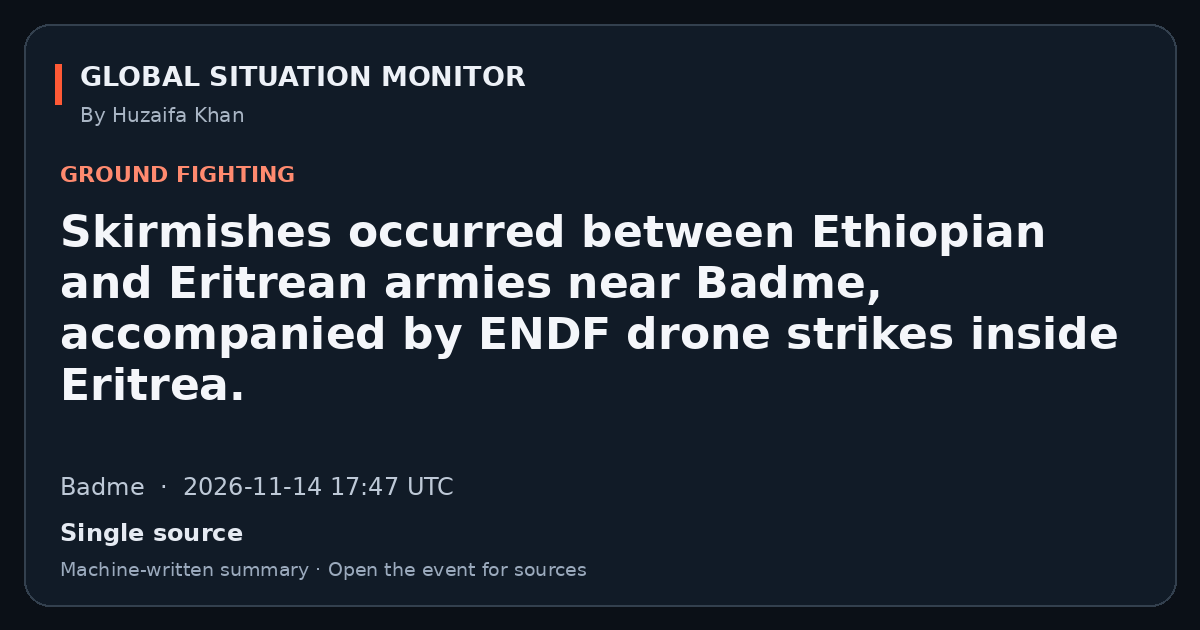 GLOBAL SITUATION MONITOR
By Huzaifa Khan
GROUND FIGHTING
Skirmishes occurred between Ethiopian
and Eritrean armies near Badme,
accompanied by ENDF drone strikes inside
Eritrea.
Badme · 2026-11-14 17:47 UTC
Single source
Machine-written summary · Open the event for sources